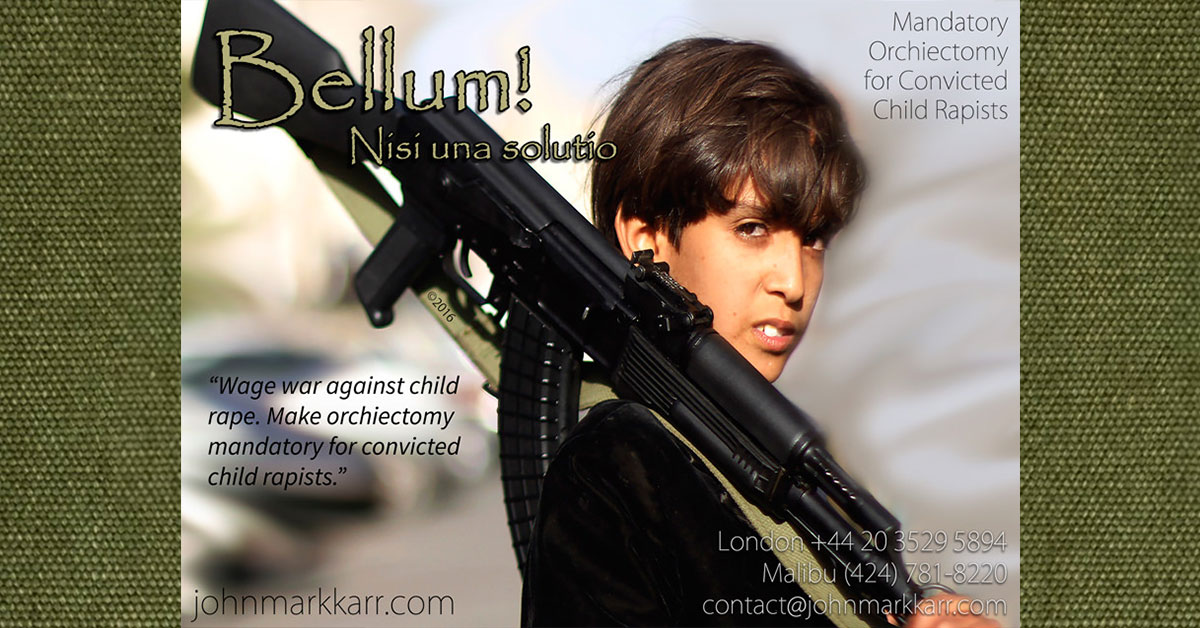 Bellum!
Nisi una solutio
Mandatory
Orchiectomy
for Convicted
Child Rapists
©2016
“Wage war against child
rape. Make orchiectomy
mandatory for convicted
child rapists.”
London +44 20 3529 5894
Malibu (424) 781-8220
contact@johnmarkkarr.com
johnmarkkarr.com